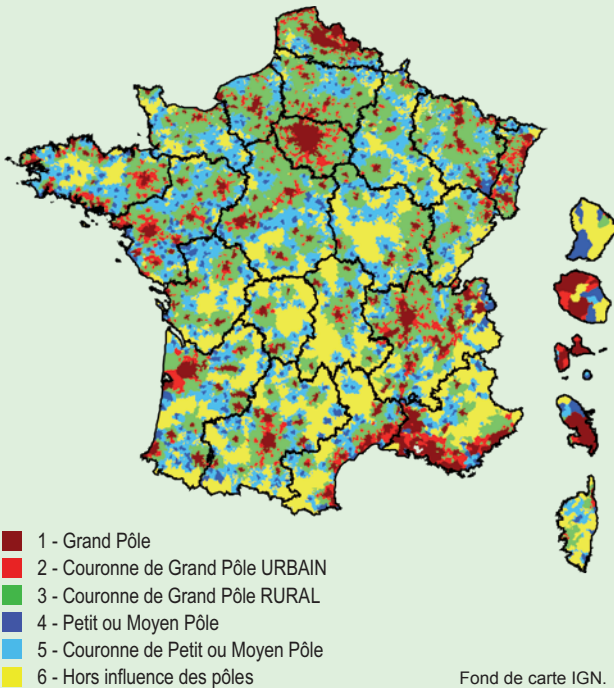 1 - Grand Pôle
2 - Couronne de Grand Pôle URBAIN
3 - Couronne de Grand Pôle RURAL
4 - Petit ou Moyen Pôle
5 - Couronne de Petit ou Moyen Pôle
6 - Hors influence des pôles
Fond de carte IGN.